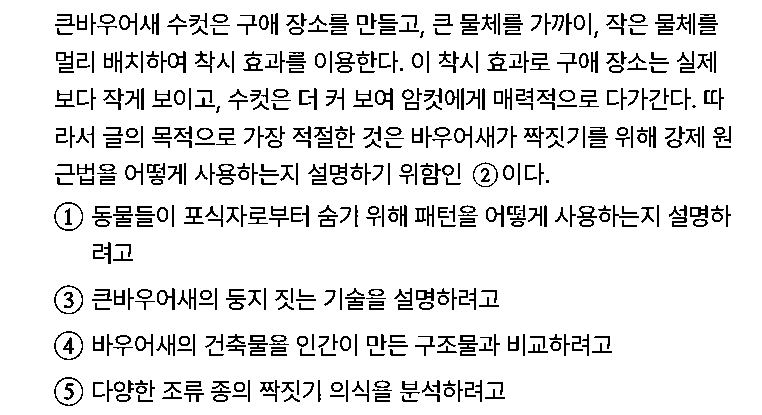 큰바우어새 수컷은 구애 장소를 만들고, 큰 물체를 가까이, 작은 물체를
멀리 배치하여 착시 효과를 이용한다. 이 착시 효과로 구애 장소는 실제
보다 작게 보이고, 수컷은 더 커 보여 암컷에게 매력적으로 다가간다. 따
라서 글의 목적으로 가장 적절한 것은 바우어새가 짝짓기를 위해 강제 원
근법을 어떻게 사용하는지 설명하기 위함인 ②이다.
① 동물들이 포식자로부터 숨기 위해 패턴을 어떻게 사용하는지 설명하
려고
③ 큰바우어새의 둥지 짓는 기술을 설명하려고
④ 바우어새의 건축물을 인간이 만든 구조물과 비교하려고
⑤ 다양한 조류 종의 짝짓기 의식을 분석하려고